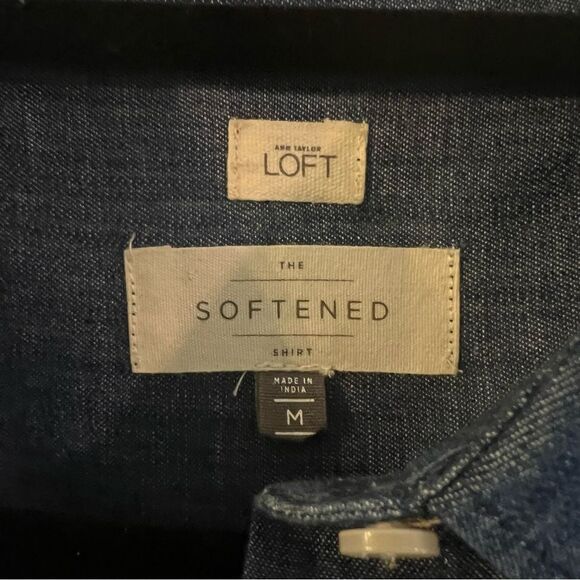 ANN TAYLOR
LOFT
THE
SOFTENED
SHIRT
MADE IN
INDIA
M